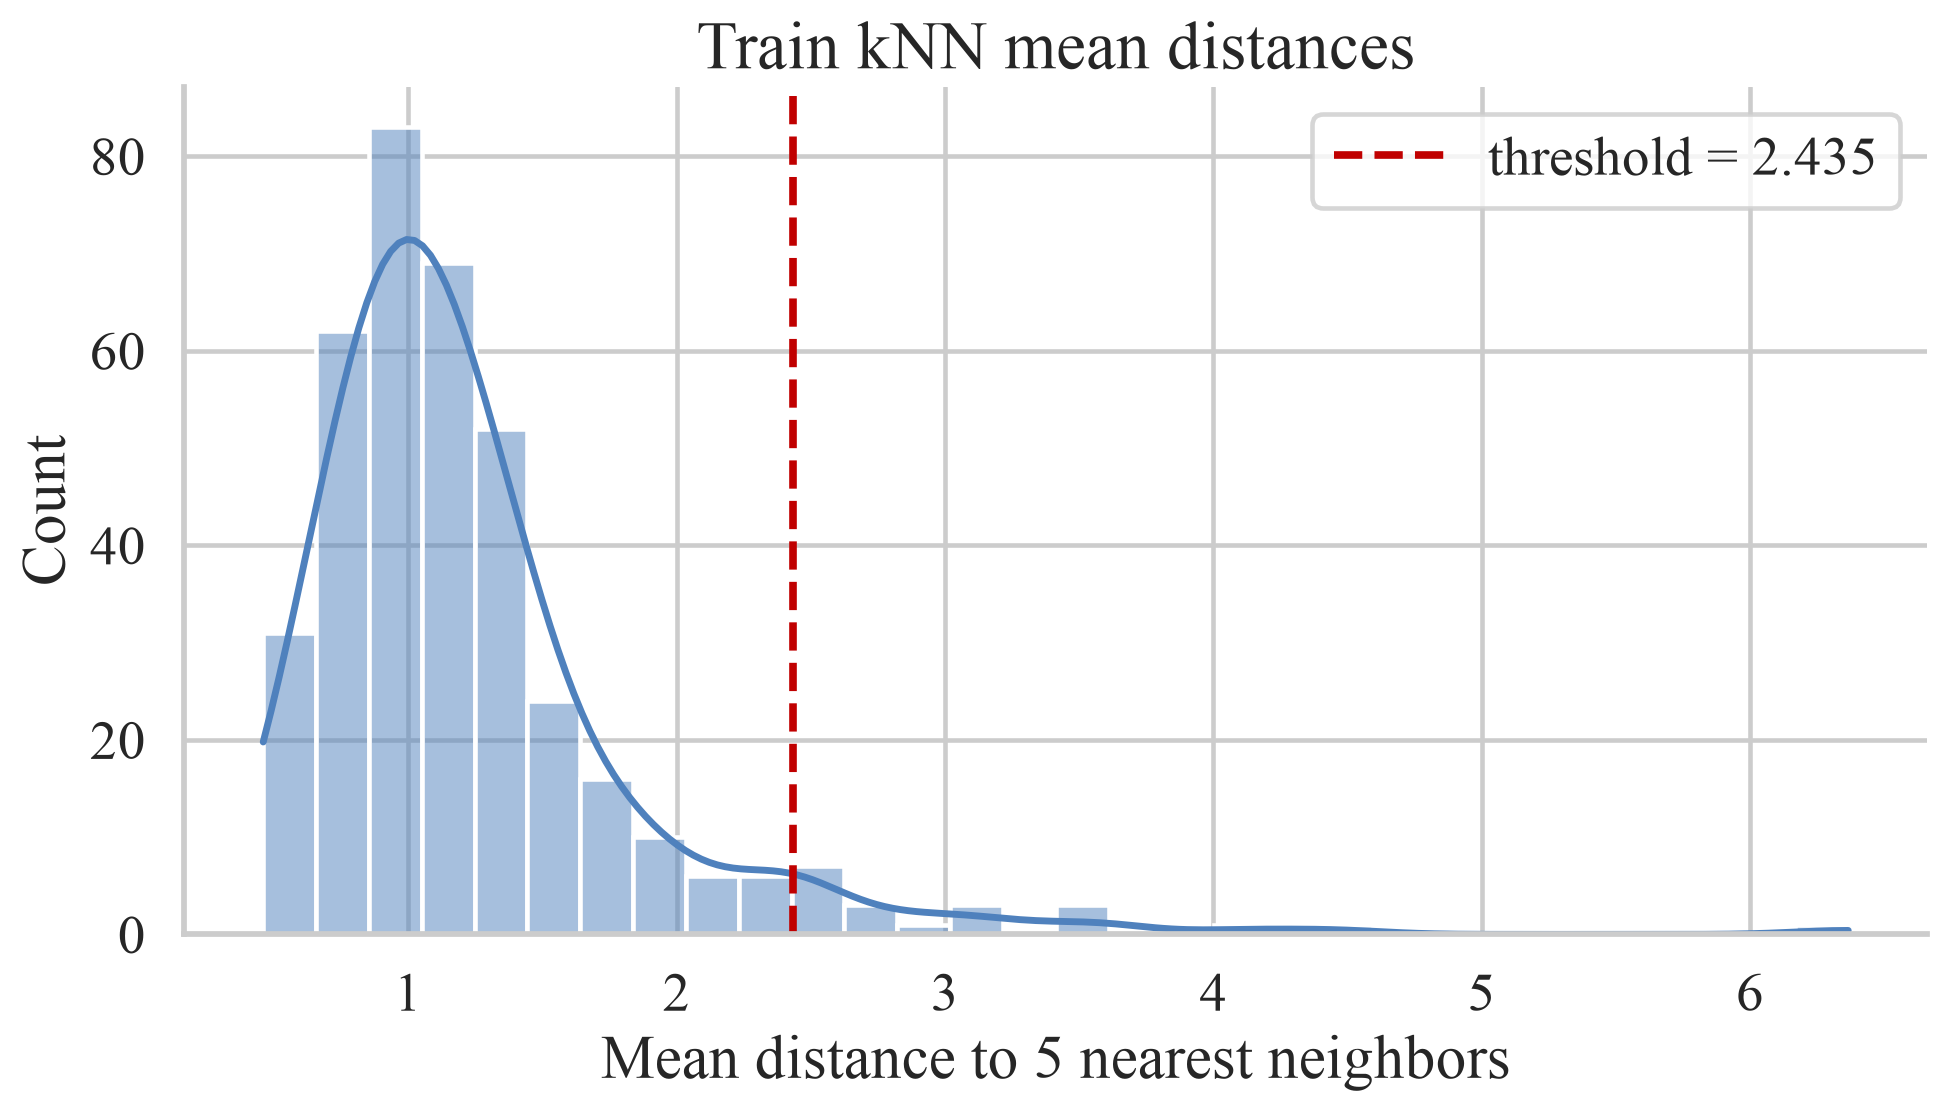 Train kNN mean distances
threshold = 2.435
Count
80
60
40
20
0
1 2 3 4 5 6
Mean distance to 5 nearest neighbors